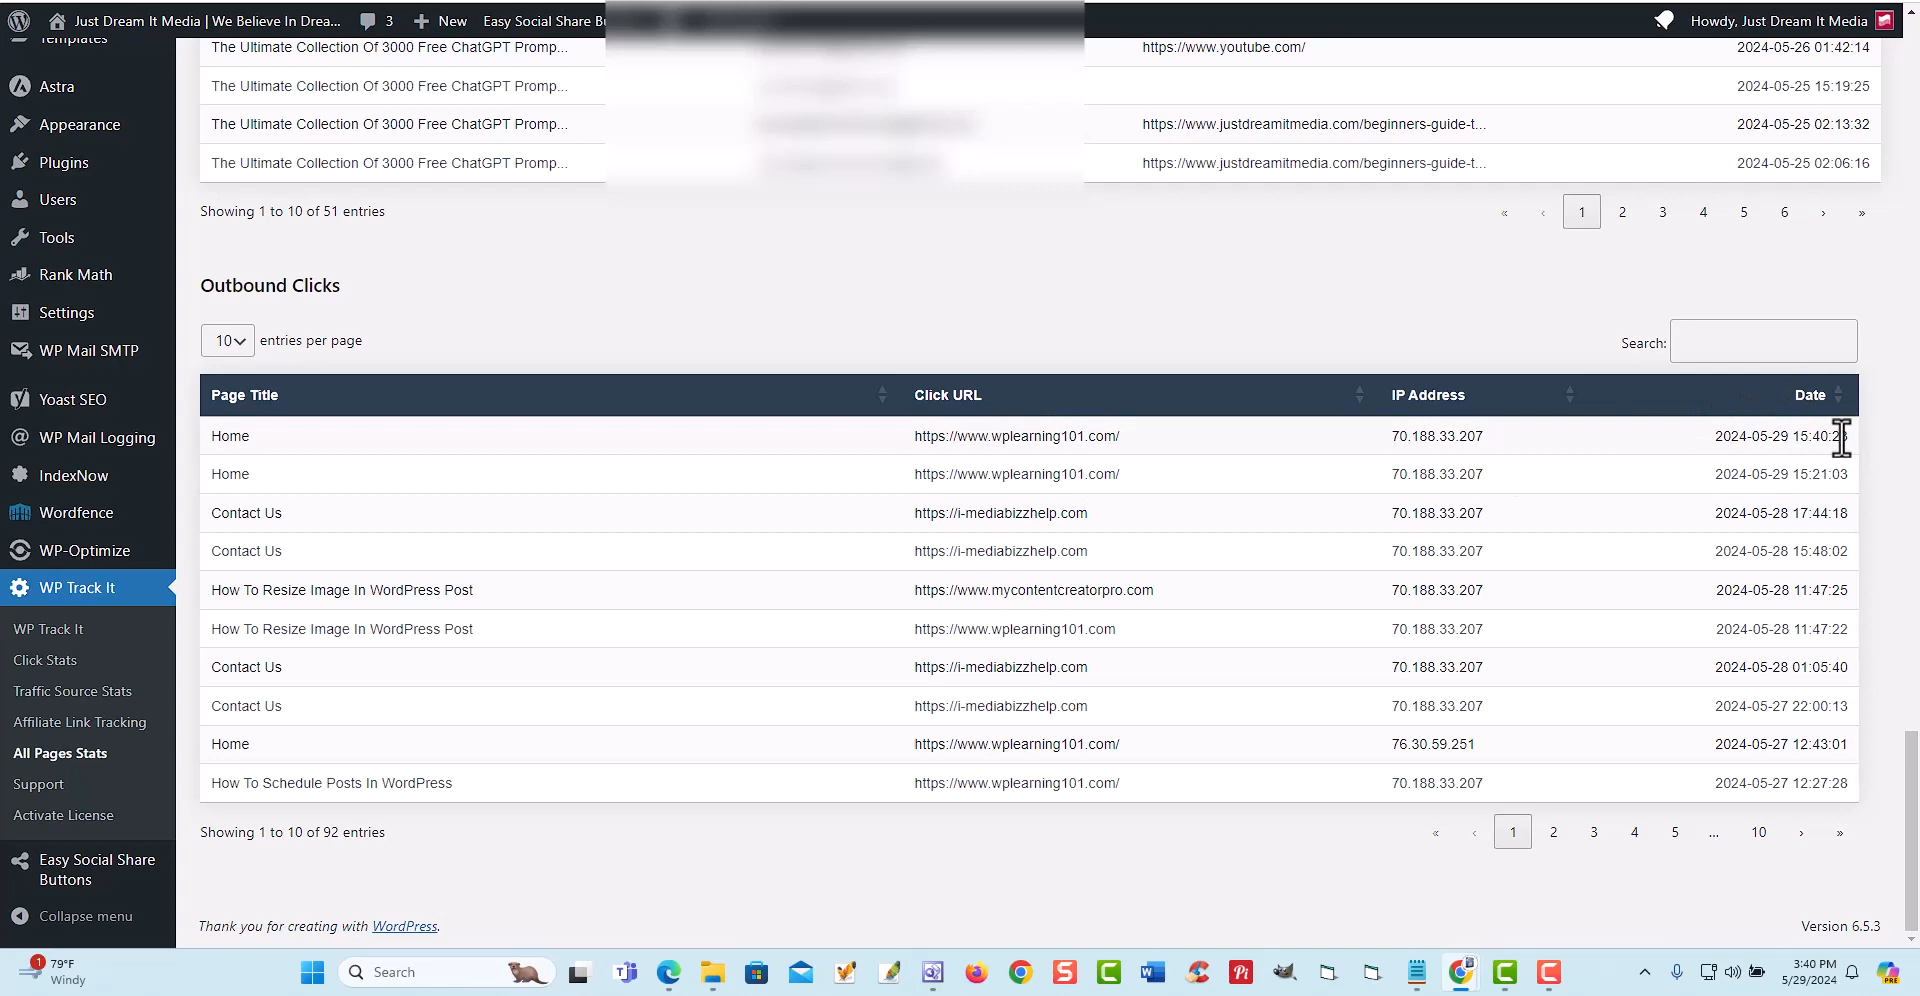 Just Dream It Media | We Believe In Drea... 3 New Easy Social Share Bu Howdy, Just Dream It Media
Templates
Astra
Appearance
Plugins
Users
Tools
Rank Math
Settings
WP Mail SMTP
Yoast SEO
WP Mail Logging
IndexNow
Wordfence
WP-Optimize
WP Track It
WP Track It
Click Stats
Traffic Source Stats
Affiliate Link Tracking
All Pages Stats
Support
Activate License
Easy Social Share
Buttons
Collapse menu
The Ultimate Collection Of 3000 Free ChatGPT Promp... https://www.youtube.com/ 2024-05-26 01:42:14
The Ultimate Collection Of 3000 Free ChatGPT Promp... 2024-05-25 15:19:25
The Ultimate Collection Of 3000 Free ChatGPT Promp... https://www.justdreamitmedia.com/beginners-guide-t... 2024-05-25 02:13:32
The Ultimate Collection Of 3000 Free ChatGPT Promp... https://www.justdreamitmedia.com/beginners-guide-t... 2024-05-25 02:06:16
Showing 1 to 10 of 51 entries « ‹ 1 2 3 4 5 6 › »
Outbound Clicks
10 entries per page Search:
Page Title Click URL IP Address Date
Home https://www.wplearning101.com/ 70.188.33.207 2024-05-29
Home https://www.wplearning101.com/ 70.188.33.207 2024-05-29 15:21:03
Contact Us https://i-mediabizzhelp.com 70.188.33.207 2024-05-28 17:44:18
Contact Us https://i-mediabizzhelp.com 70.188.33.207 2024-05-28 15:48:02
How To Resize Image In WordPress Post https://www.mycontentcreatorpro.com 70.188.33.207 2024-05-28 11:47:25
How To Resize Image In WordPress Post https://www.wplearning101.com 70.188.33.207 2024-05-28 11:47:22
Contact Us https://i-mediabizzhelp.com 70.188.33.207 2024-05-28 01:05:40
Contact Us https://i-mediabizzhelp.com 70.188.33.207 2024-05-27 22:00:13
Home https://www.wplearning101.com/ 76.30.59.251 2024-05-27 12:43:01
How To Schedule Posts In WordPress https://www.wplearning101.com/ 70.188.33.207 2024-05-27 12:27:28
Showing 1 to 10 of 92 entries « ‹ 1 2 3 4 5 ... 10 › »
Thank you for creating with WordPress. Version 6.5.3
1 79°F
Windy
Search
3:40 PM
5/29/2024